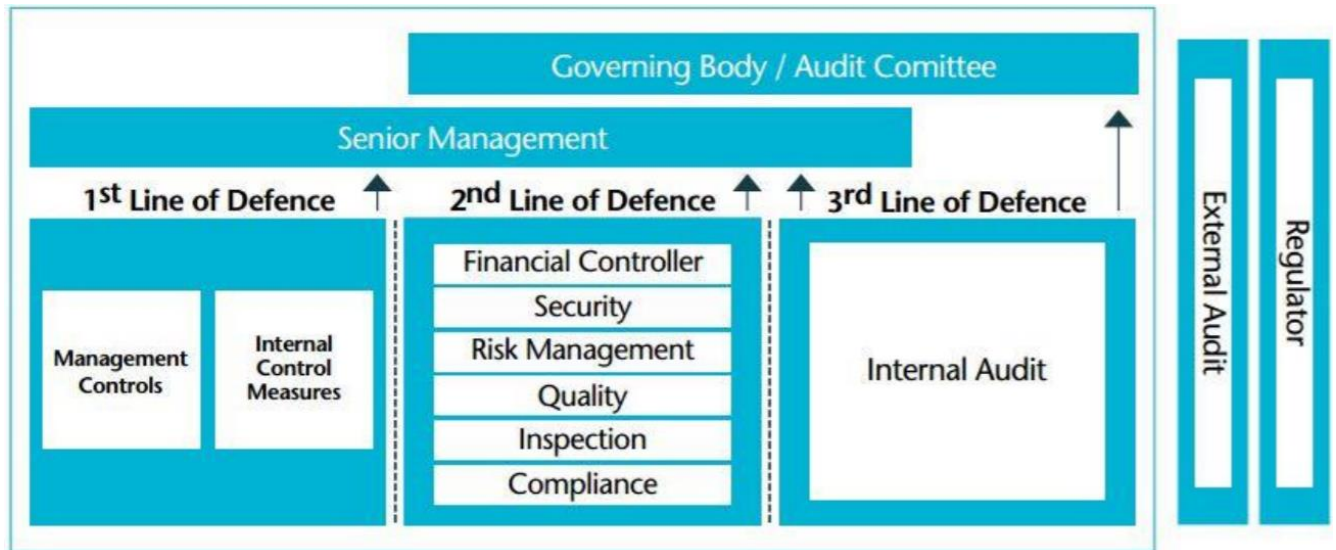 Governing Body / Audit Comittee
Senior Management
1st Line of Defence
2nd Line of Defence
3rd Line of Defence
Management
Controls
Internal
Control
Measures
Financial Controller
Security
Risk Management
Quality
Inspection
Compliance
Internal Audit
External Audit
Regulator